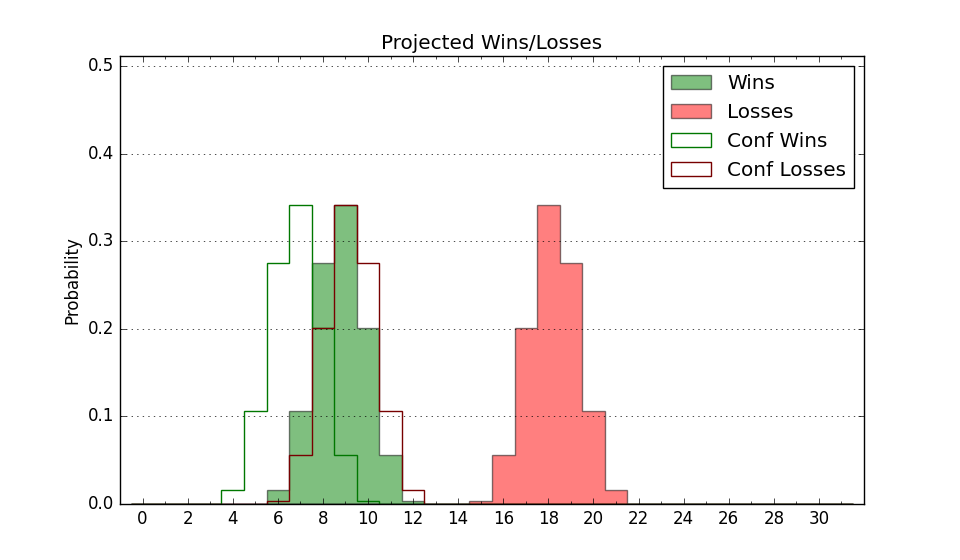 Projected Wins/Losses
Probability
0.5
0.4
0.3
0.2
0.1
0.0
0 2 4 6 8 10 12 14 16 18 20 22 24 26 28 30
Wins
Losses
Conf Wins
Conf Losses